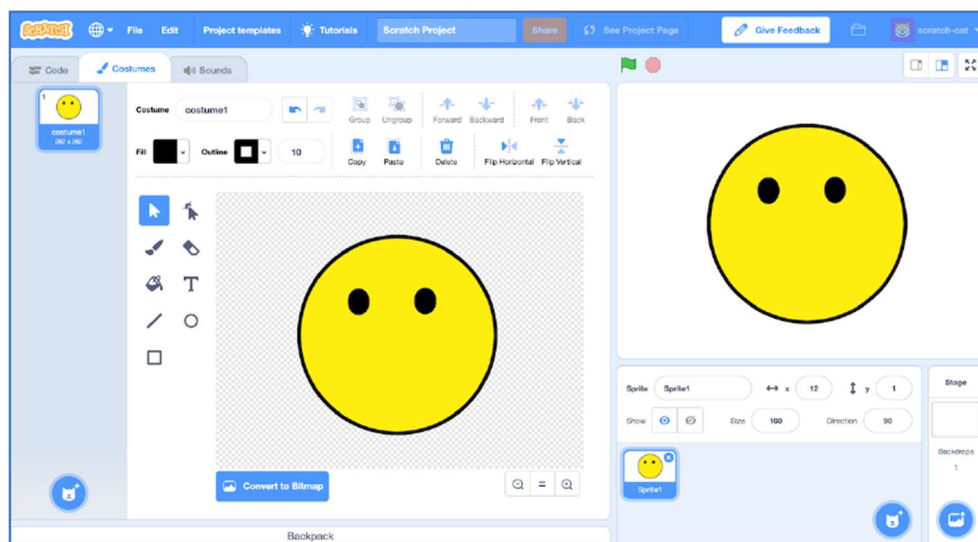 SCRATCH File Edit Project templates Tutorials Scratch Project Share See Project Page Give Feedback scratch-cat
Code Costumes Sounds
1
costume1
262 x 262
Costume costume1 Group Ungroup Forward Backward Front Back
Fill Outline 10 Copy Paste Delete Flip Horizontal Flip Vertical
T
Convert to Bitmap
Backpack
Sprite Sprite1 x 12 y 1
Show Size 100 Direction 90
Sprite1
Stage
Backdrops
1